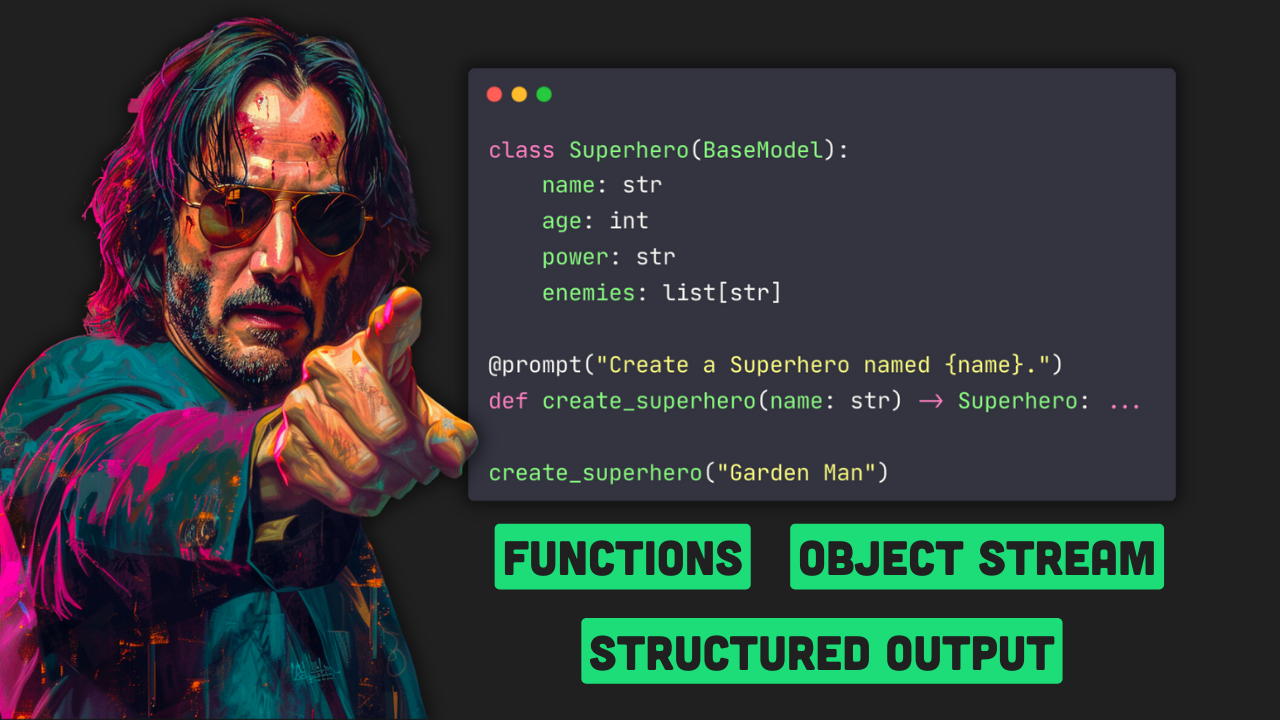 class Superhero(BaseModel):
    name: str
    age: int
    power: str
    enemies: list[str]
@prompt("Create a Superhero named {name}.")
def create_superhero(name: str) -> Superhero: ...
create_superhero("Garden Man")
FUNCTIONS
OBJECT STREAM
STRUCTURED OUTPUT